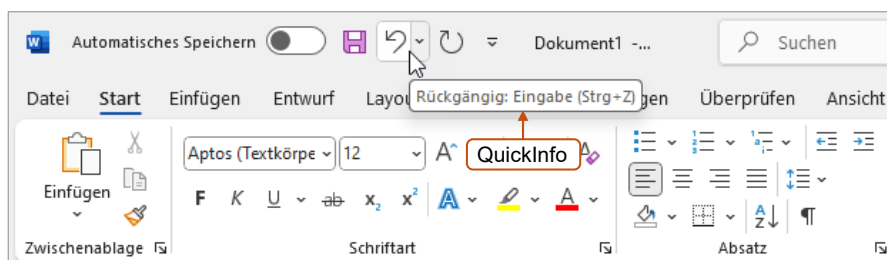 Automatisches Speichern Dokument1 -... Suchen
Datei Start Einfügen Entwurf Layou Rückgängig: Eingabe (Strg+Z) gen Überprüfen Ansicht
Aptos (Textkörpe 12 A QuickInfo
Einfügen F K U ab x₂ x² A A
Zwischenablage Schriftart Absatz